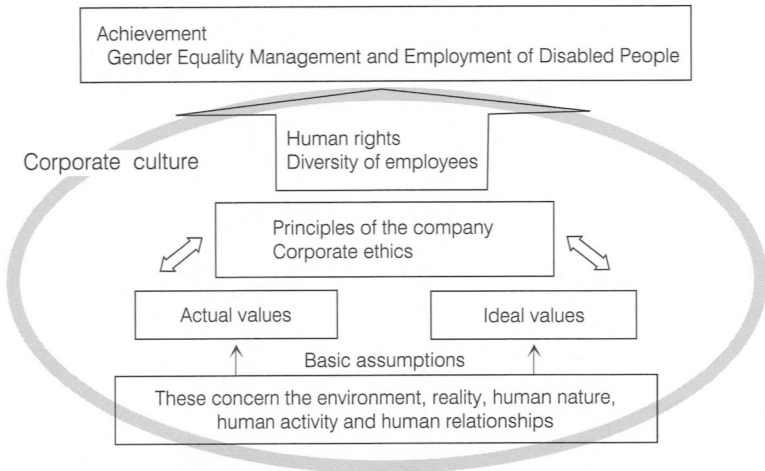 Achievement
Gender Equality Management and Employment of Disabled People
Human rights
Diversity of employees
Corporate culture
Principles of the company
Corporate ethics
Actual values
Ideal values
Basic assumptions
These concern the environment, reality, human nature,
human activity and human relationships